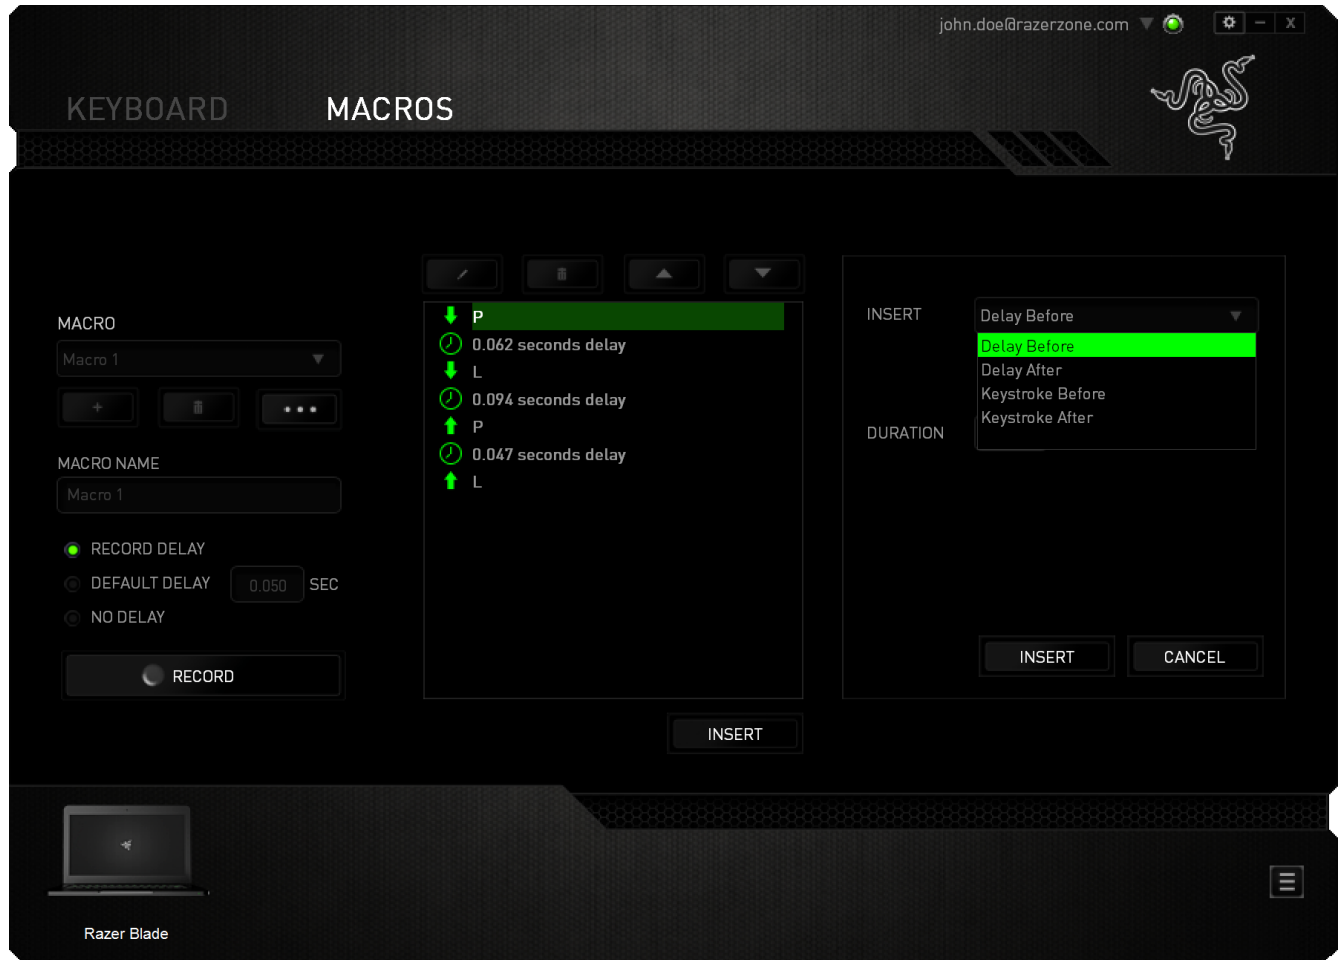 john.doe@razerzone.com
X
KEYBOARD
MACROS
MACRO
Macro 1
MACRO NAME
Macro 1
RECORD DELAY
DEFAULT DELAY 0.050 SEC
NO DELAY
RECORD
P
0.062 seconds delay
L
0.094 seconds delay
P
0.047 seconds delay
L
INSERT
INSERT
Delay Before
Delay Before
Delay After
Keystroke Before
Keystroke After
DURATION
INSERT
CANCEL
Razer Blade